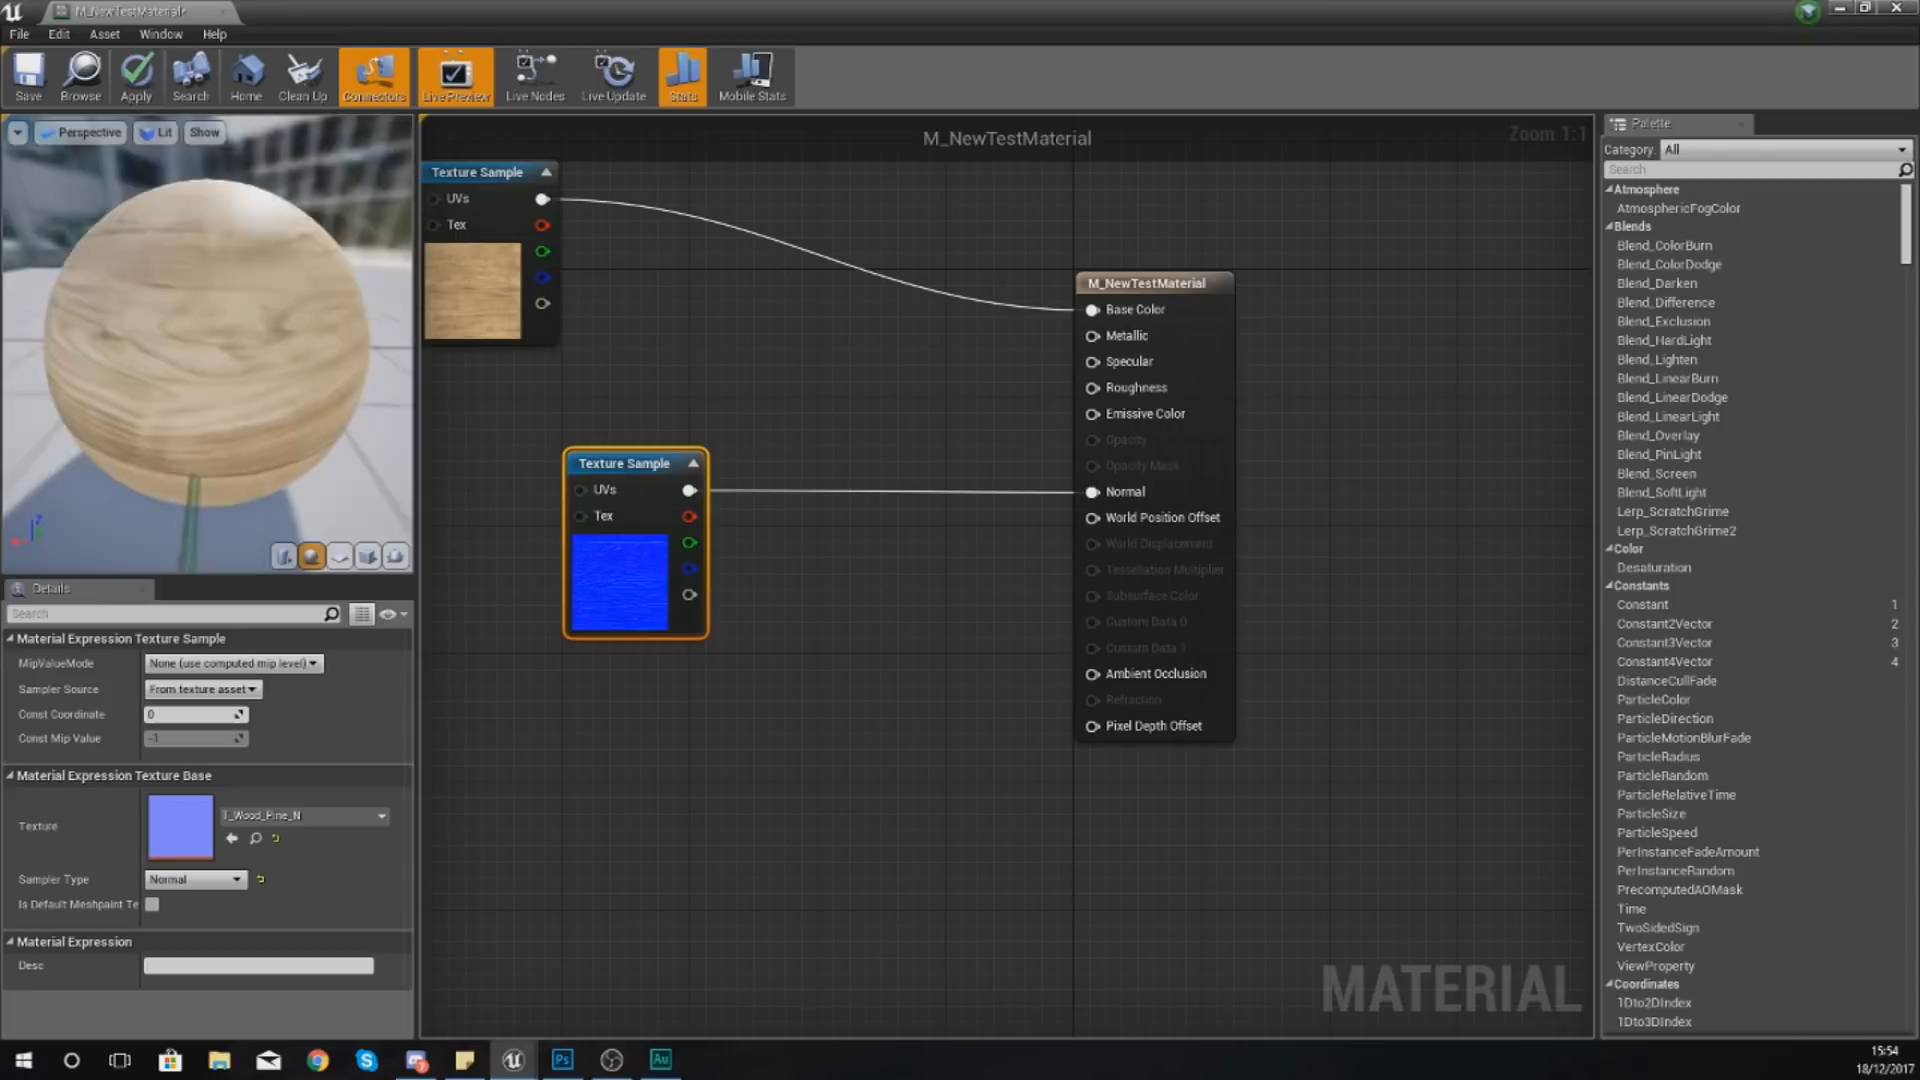 M_NewTestMaterial*
File Edit Asset Window Help
Save Browse Apply Search Home Clean Up Connectors Live Preview Live Nodes Live Update Stats Mobile Stats
Perspective Lit Show
M_NewTestMaterial
Zoom 1:1
Texture Sample
UVs
Tex
M_NewTestMaterial
Base Color
Metallic
Specular
Roughness
Emissive Color
Opacity
Opacity Mask
Normal
World Position Offset
World Displacement
Tessellation Multiplier
Subsurface Color
Custom Data 0
Custom Data 1
Ambient Occlusion
Refraction
Pixel Depth Offset
Texture Sample
UVs
Tex
MATERIAL
Details
Search
Material Expression Texture Sample
MipValueMode None (use computed mip level)
Sampler Source From texture asset
Const Coordinate 0
Const Mip Value -1
Material Expression Texture Base
Texture T_Wood_Pine_N
Sampler Type Normal
Is Default Meshpaint Te
Material Expression
Desc
Palette
Category: All
Search
Atmosphere
AtmosphericFogColor
Blends
Blend_ColorBurn
Blend_ColorDodge
Blend_Darken
Blend_Difference
Blend_Exclusion
Blend_HardLight
Blend_Lighten
Blend_LinearBurn
Blend_LinearDodge
Blend_LinearLight
Blend_Overlay
Blend_PinLight
Blend_Screen
Blend_SoftLight
Lerp_ScratchGrime
Lerp_ScratchGrime2
Color
Desaturation
Constants
Constant 1
Constant2Vector 2
Constant3Vector 3
Constant4Vector 4
DistanceCullFade
ParticleColor
ParticleDirection
ParticleMotionBlurFade
ParticleRadius
ParticleRandom
ParticleRelativeTime
ParticleSize
ParticleSpeed
PerInstanceFadeAmount
PerInstanceRandom
PrecomputedAOMask
Time
TwoSidedSign
VertexColor
ViewProperty
Coordinates
1Dto2DIndex
1Dto3DIndex
Ps
Au
15:54
18/12/2017